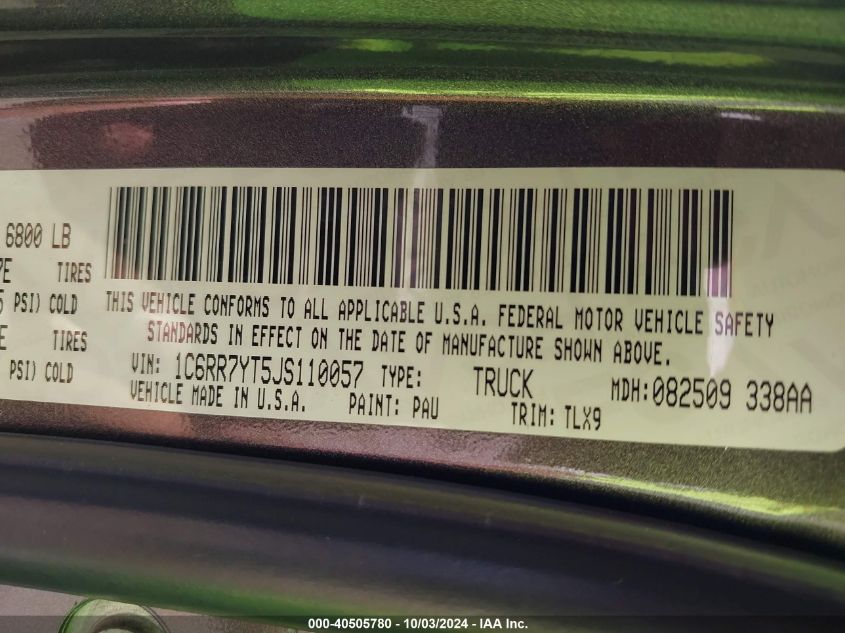 6800 LB
TIRES
PSI) COLD
TIRES
PSI) COLD
THIS VEHICLE CONFORMS TO ALL APPLICABLE U.S.A. FEDERAL MOTOR VEHICLE SAFETY
STANDARDS IN EFFECT ON THE DATE OF MANUFACTURE SHOWN ABOVE.
VIN: 1C6RR7YT5JS110057 TYPE: TRUCK MDH:082509 338AA
VEHICLE MADE IN U.S.A. PAINT: PAU TRIM: TLX9
000-40505780 - 10/03/2024 - IAA Inc.